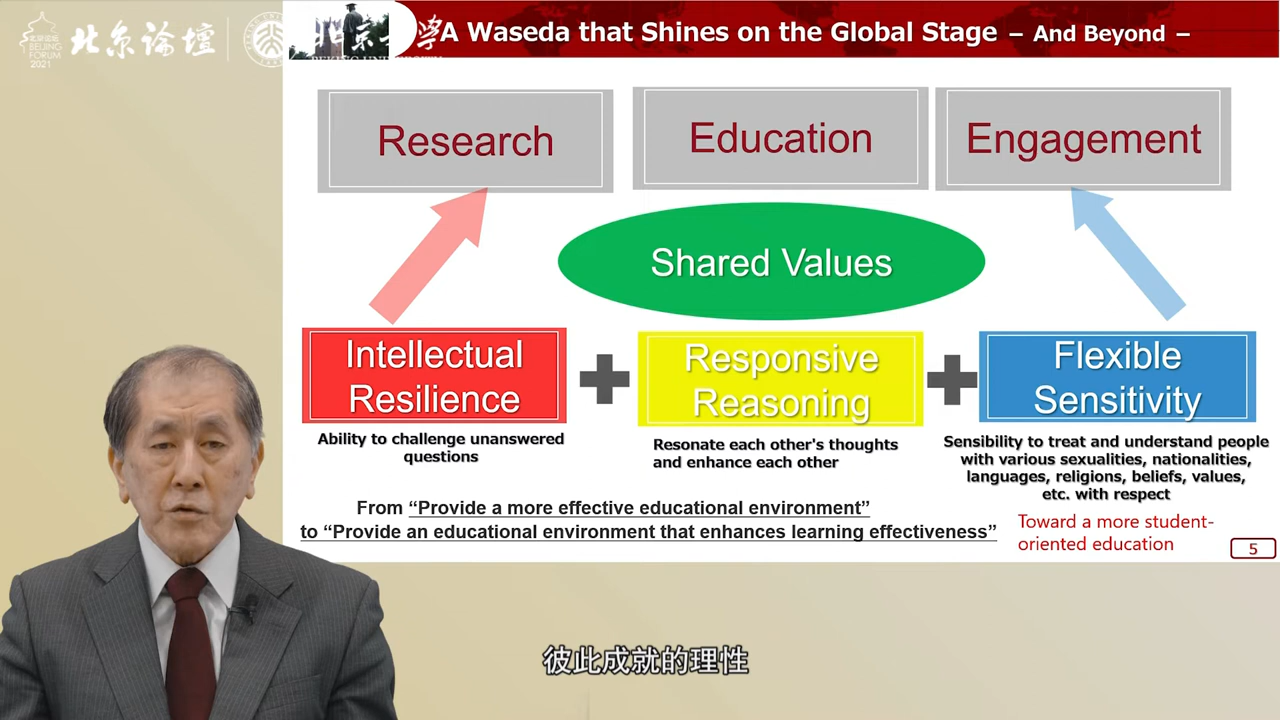 北京论坛
BEIJING
FORUM
2021
A Waseda that Shines on the Global Stage – And Beyond –
Research
Education
Engagement
Shared Values
Intellectual
Resilience
Responsive
Reasoning
Flexible
Sensitivity
Ability to challenge unanswered
questions
Resonate each other's thoughts
and enhance each other
Sensibility to treat and understand people
with various sexualities, nationalities,
languages, religions, beliefs, values,
etc. with respect
From “Provide a more effective educational environment”
to “Provide an educational environment that enhances learning effectiveness”
Toward a more student-
oriented education
5
彼此成就的理性